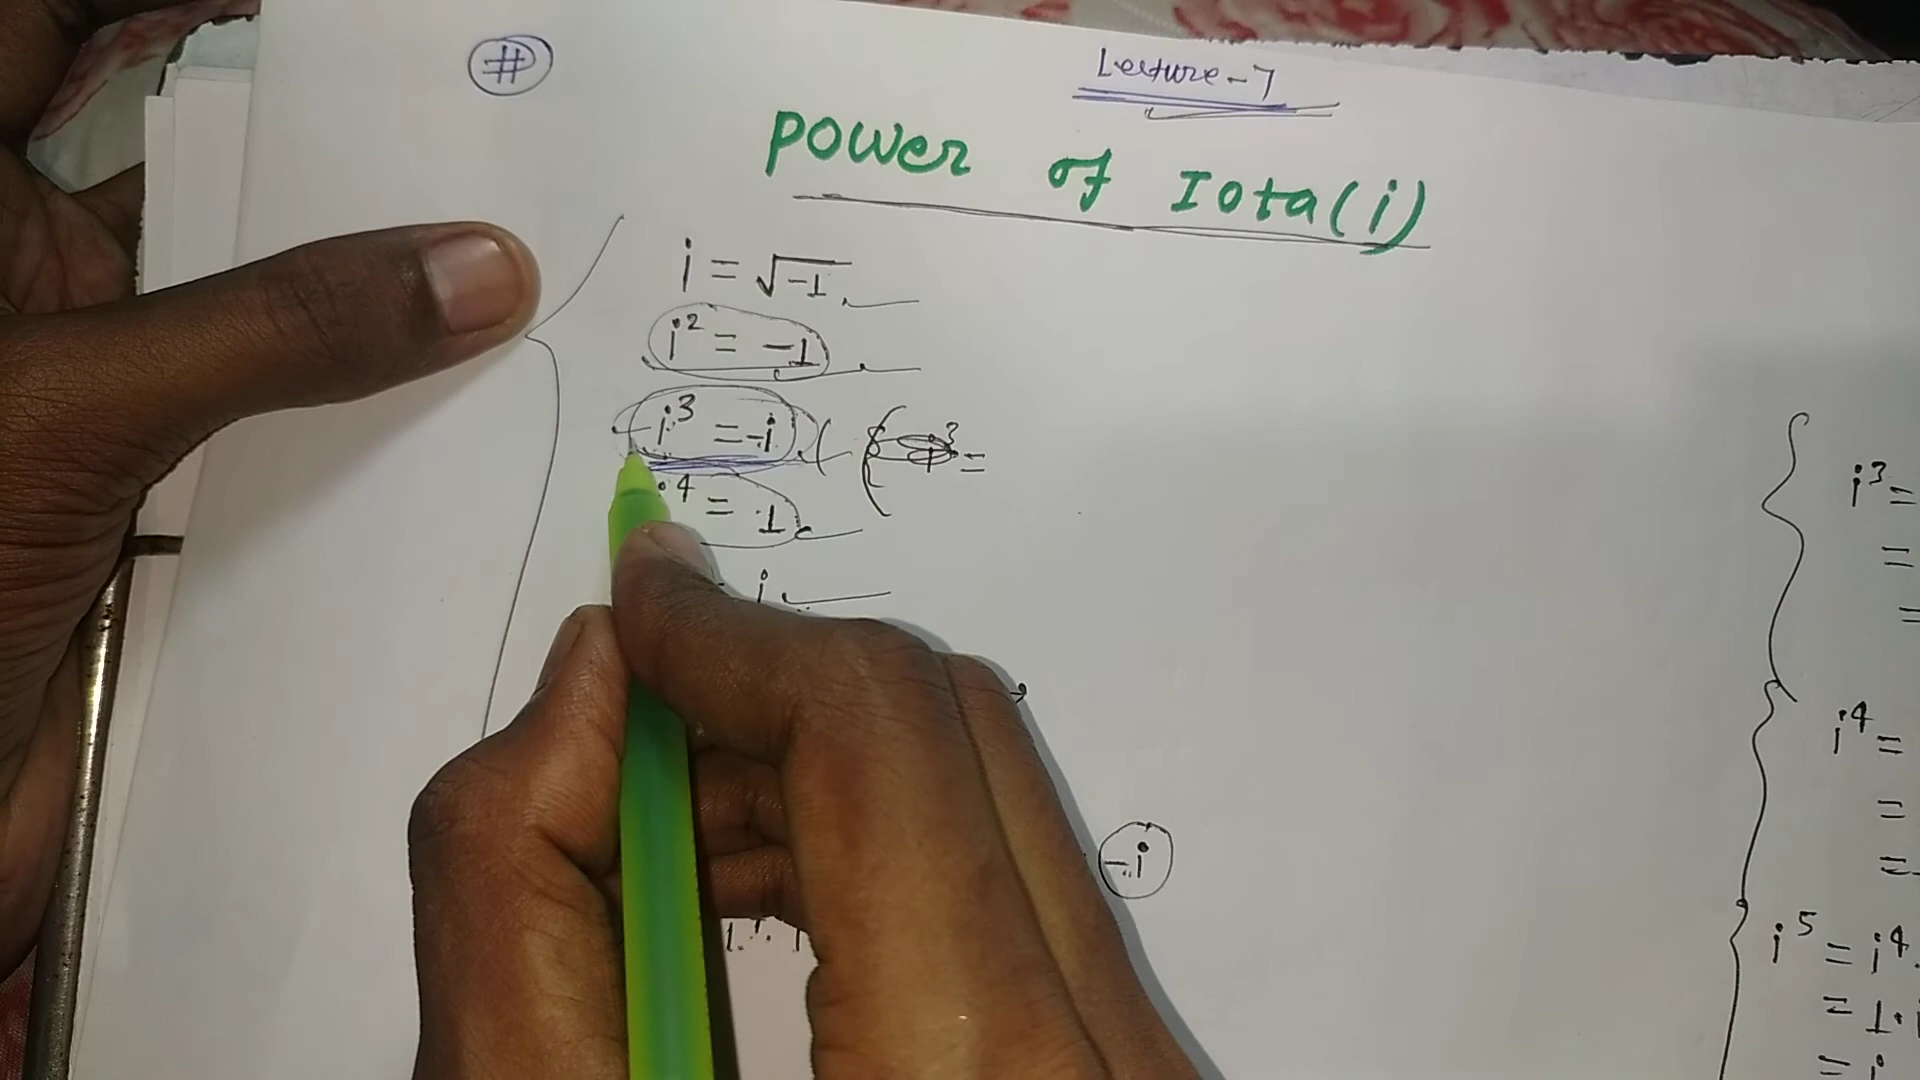 #
Lecture-7
Power of Iota(i)
i = √-1
i² = -1
i³ = -i
i⁴ = 1
i
-i
i³ =
=
=
i⁴ =
=
=
i⁵ = i⁴.
= 1.
= i